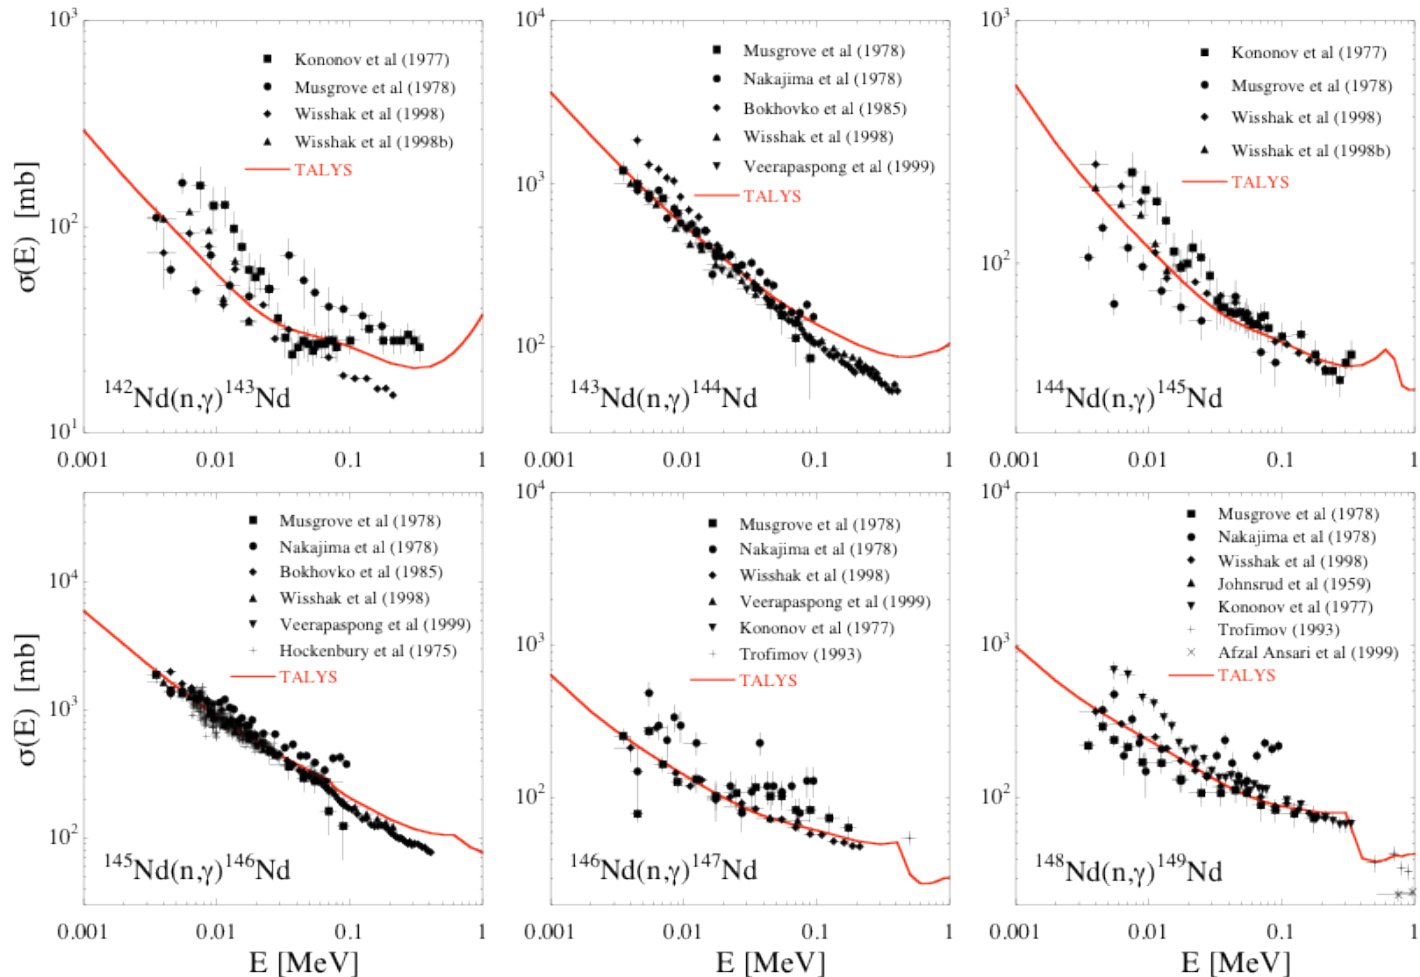 10³
Kononov et al (1977)
Musgrove et al (1978)
Wisshak et al (1998)
Wisshak et al (1998b)
TALYS
σ(E) [mb]
10²
¹⁴²Nd(n,γ)¹⁴³Nd
10¹
0.001
0.01
0.1
1
10⁴
Musgrove et al (1978)
Nakajima et al (1978)
Bokhovko et al (1985)
Wisshak et al (1998)
Veerapaspong et al (1999)
TALYS
10³
10²
¹⁴³Nd(n,γ)¹⁴⁴Nd
0.001
0.01
0.1
1
10³
Kononov et al (1977)
Musgrove et al (1978)
Wisshak et al (1998)
Wisshak et al (1998b)
TALYS
10²
¹⁴⁴Nd(n,γ)¹⁴⁵Nd
0.001
0.01
0.1
1
Musgrove et al (1978)
Nakajima et al (1978)
Bokhovko et al (1985)
Wisshak et al (1998)
Veerapaspong et al (1999)
Hockenbury et al (1975)
TALYS
σ(E) [mb]
10⁴
10³
10²
¹⁴⁵Nd(n,γ)¹⁴⁶Nd
0.001
0.01
0.1
1
E [MeV]
10⁴
Musgrove et al (1978)
Nakajima et al (1978)
Wisshak et al (1998)
Veerapaspong et al (1999)
Kononov et al (1977)
Trofimov (1993)
TALYS
10³
10²
¹⁴⁶Nd(n,γ)¹⁴⁷Nd
0.001
0.01
0.1
1
E [MeV]
10⁴
Musgrove et al (1978)
Nakajima et al (1978)
Wisshak et al (1998)
Johnsrud et al (1959)
Kononov et al (1977)
Trofimov (1993)
Afzal Ansari et al (1999)
TALYS
10³
10²
¹⁴⁸Nd(n,γ)¹⁴⁹Nd
0.001
0.01
0.1
1
E [MeV]